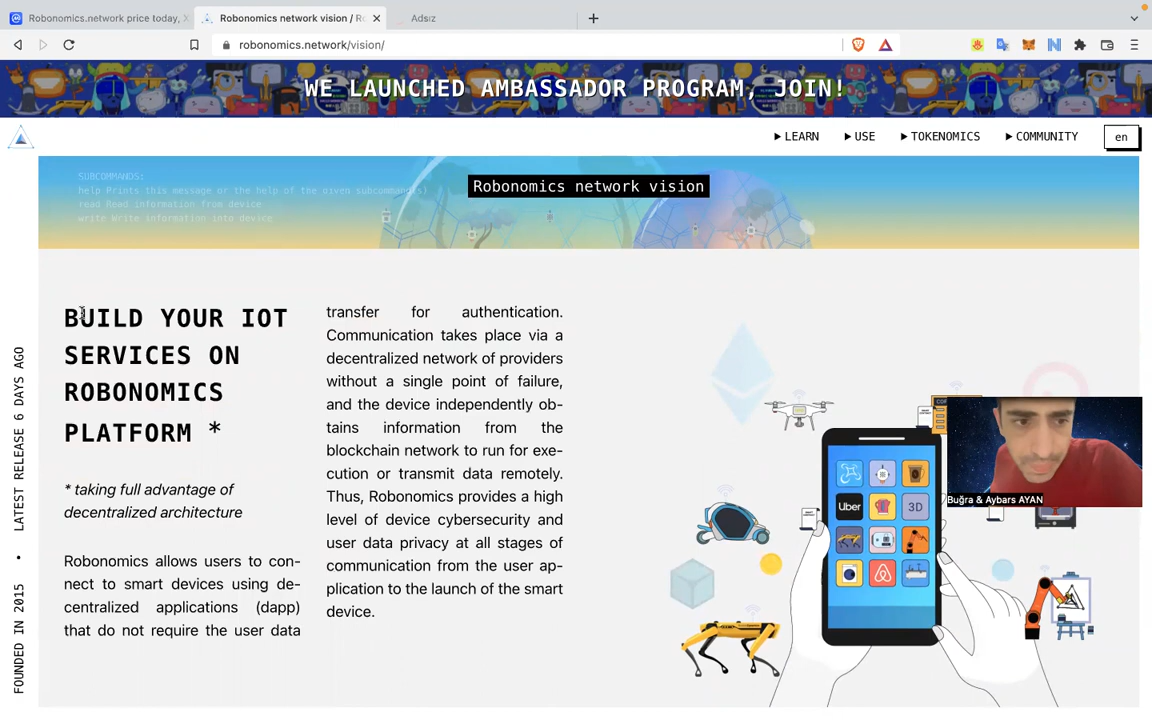 Robonomics.network price today, X
Robonomics network vision / Ro
Adsız
robonomics.network/vision/
WE LAUNCHED AMBASSADOR PROGRAM, JOIN!
LEARN
USE
TOKENOMICS
COMMUNITY
en
SUBCOMMANDS:
help Prints this message or the help of the given subcommand(s)
read Read information from device
write Write information into device
Robonomics network vision
BUILD YOUR IOT
SERVICES ON
ROBONOMICS
PLATFORM *
* taking full advantage of
decentralized architecture
Robonomics allows users to con-
nect to smart devices using de-
centralized applications (dapp)
that do not require the user data
transfer for authentication.
Communication takes place via a
decentralized network of providers
without a single point of failure,
and the device independently ob-
tains information from the
blockchain network to run for exe-
cution or transmit data remotely.
Thus, Robonomics provides a high
level of device cybersecurity and
user data privacy at all stages of
communication from the user ap-
plication to the launch of the smart
device.
Uber
3D
Buğra & Aybars AYAN
FOUNDED IN 2015 • LATEST RELEASE 6 DAYS AGO